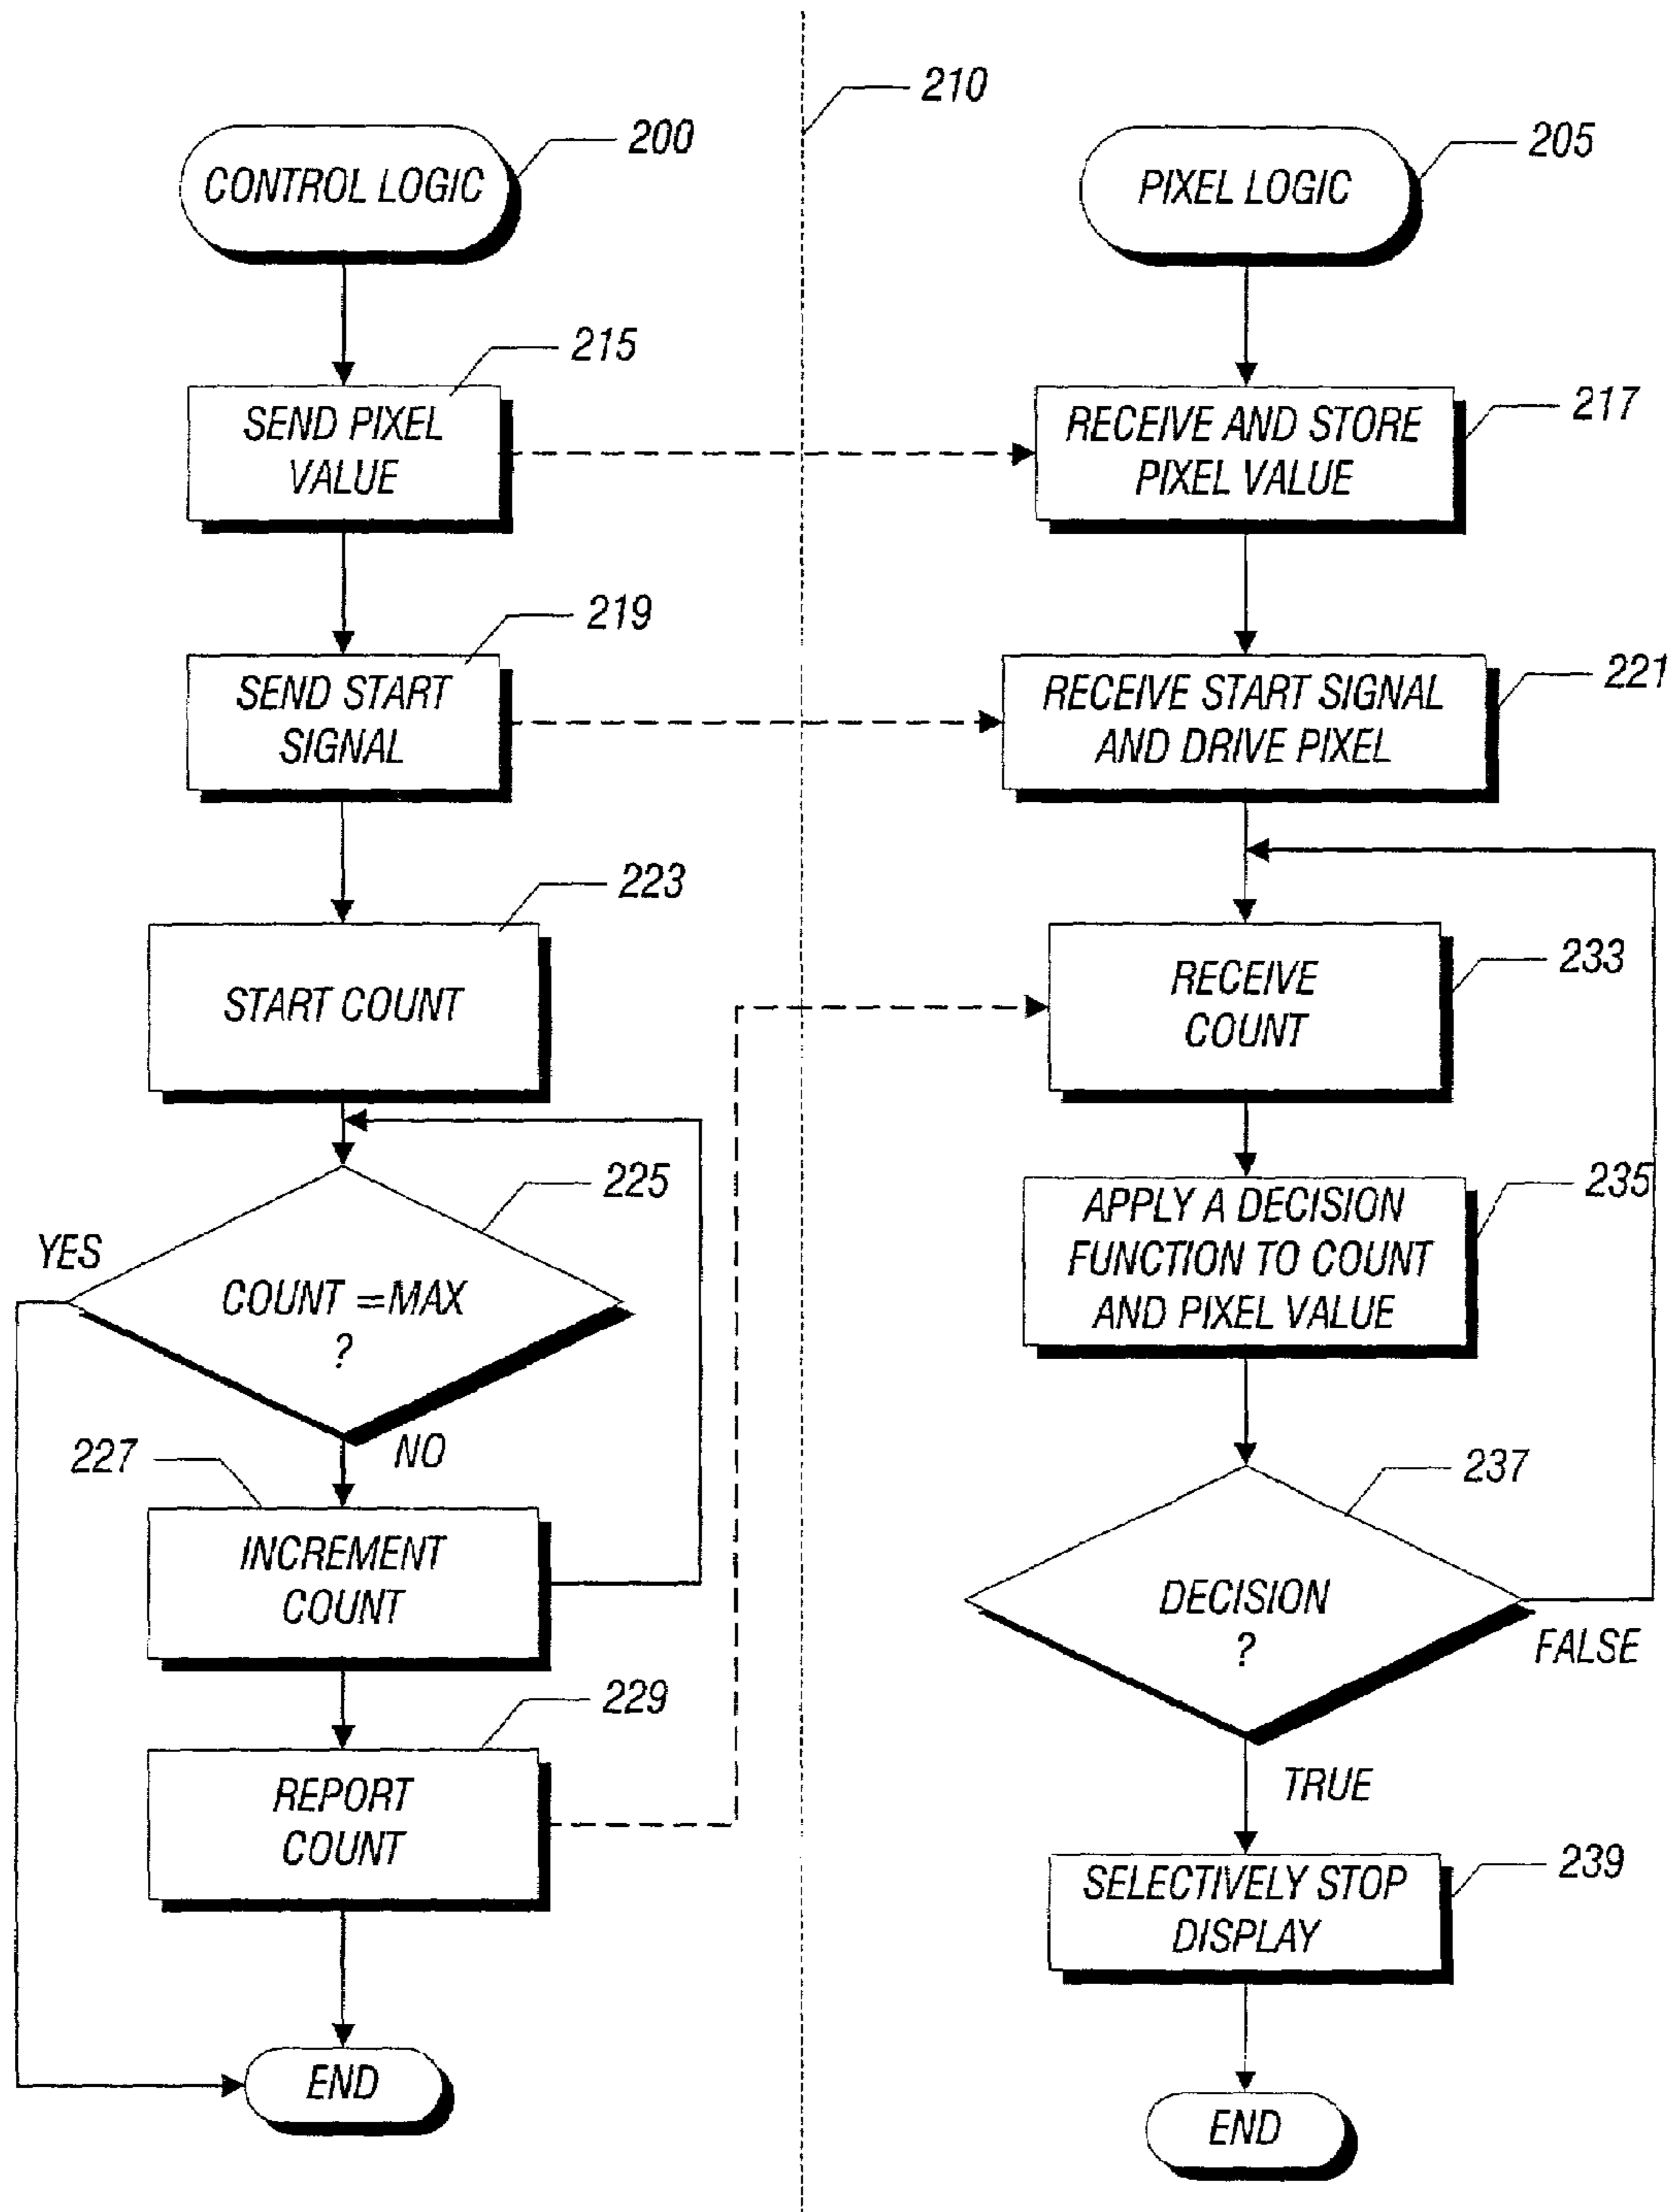 210
200
CONTROL LOGIC
205
PIXEL LOGIC
215
SEND PIXEL
VALUE
217
RECEIVE AND STORE
PIXEL VALUE
219
SEND START
SIGNAL
221
RECEIVE START SIGNAL
AND DRIVE PIXEL
223
START COUNT
233
RECEIVE
COUNT
225
YES
COUNT =MAX
?
NO
235
APPLY A DECISION
FUNCTION TO COUNT
AND PIXEL VALUE
227
INCREMENT
COUNT
237
DECISION
?
FALSE
TRUE
229
REPORT
COUNT
239
SELECTIVELY STOP
DISPLAY
END
END